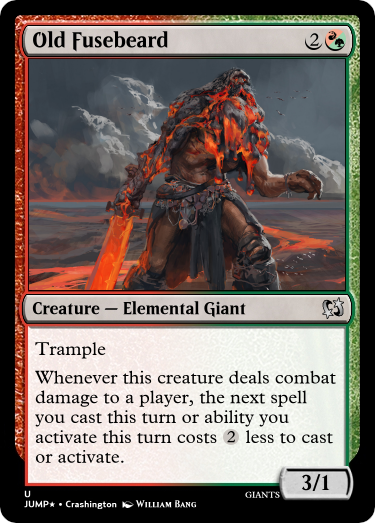 Old Fusebeard 2
Creature — Elemental Giant
Trample
Whenever this creature deals combat
damage to a player, the next spell
you cast this turn or ability you
activate this turn costs 2 less to cast
or activate.
3/1
U
JUMP★ • Crashington WILLIAM BANG
GIANTS